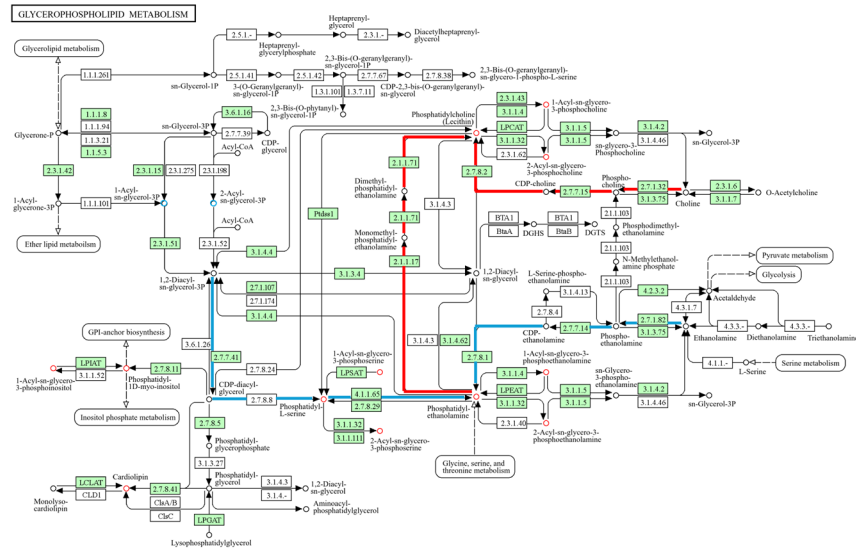 GLYCEROPHOSPHOLIPID METABOLISM
2.5.1.-
Heptaprenyl-
glycerol
Heptaprenyl-
glycerylphosphate
2.3.1.-
Diacetylheptaprenyl-
glycerol
Glycerolipid metabolism
1.1.1.261
sn-Glycerol-1P
2.5.1.41
3-(O-Geranylgeranyl)-
sn-glycerol-1P
2.5.1.42
2,3-Bis-(O-geranylgeranyl)-
sn-glycerol-1P
2.7.7.67
CDP-2,3-bis-(O-geranylgeranyl)-
sn-glycerol
2.7.8.38
2,3-Bis-(O-geranylgeranyl)-
sn-glycero-1-phospho-L-serine
1.3.1.101
1.3.7.11
2,3-Bis-(O-phytanyl)-
sn-glycerol-1P
Glycerone-P
1.1.1.8
1.1.1.94
1.1.3.21
1.1.5.3
sn-Glycerol-3P
3.6.1.16
2.7.7.39
CDP-
glycerol
Acyl-CoA
2.3.1.42
2.3.1.15
2.3.1.275
2.3.1.198
1-Acyl-
glycerone-3P
1.1.1.101
1-Acyl-
sn-glycerol-3P
2-Acyl-
sn-glycerol-3P
Acyl-CoA
Ether lipid metabolism
2.3.1.51
2.3.1.52
3.1.4.4
1,2-Diacyl-
sn-glycerol-3P
2.7.1.107
2.7.1.174
3.1.4.4
3.1.3.4
Ptdss1
Phosphatidylcholine
(Lecithin)
2.1.1.71
Dimethyl-
phosphatidyl-
ethanolamine
2.1.1.71
Monomethyl-
phosphatidyl-
ethanolamine
2.1.1.17
2.3.1.43
3.1.1.4
LPCAT
3.1.1.32
2.3.1.62
1-Acyl-sn-glycero-
3-phosphocholine
2-Acyl-sn-glycero-
3-phosphocholine
3.1.1.5
3.1.1.5
sn-glycero-3-
Phosphocholine
3.1.4.2
3.1.4.46
sn-Glycerol-3P
2.7.8.2
CDP-choline
2.7.7.15
Phospho-
choline
2.7.1.32
3.1.3.75
Choline
2.3.1.6
3.1.1.7
O-Acetylcholine
3.1.4.3
BTA1
BtaA
DGHS
BTA1
BtaB
DGTS
2.1.1.103
Phosphodimethyl-
ethanolamine
2.1.1.103
N-Methylethanol-
amine phosphate
2.1.1.103
1,2-Diacyl-
sn-glycerol
L-Serine-phospho-
ethanolamine
3.1.4.13
2.7.8.4
4.2.3.2
Acetaldehyde
4.3.1.7
Pyruvate metabolism
Glycolysis
CDP-
ethanolamine
2.7.7.14
Phospho-
ethanolamine
2.7.1.82
3.1.3.75
Ethanolamine
4.3.3.-
Diethanolamine
4.3.3.-
Triethanolamine
4.1.1.-
L-Serine
Serine metabolism
GPI-anchor biosynthesis
3.6.1.26
2.7.7.41
2.7.8.24
3.1.4.3
3.1.4.62
2.7.8.1
LPIAT
3.1.1.52
1-Acyl-sn-glycero-
3-phosphoinositol
Phosphatidyl-
1D-myo-inositol
2.7.8.11
Inositol phosphate metabolism
CDP-diacyl-
glycerol
2.7.8.8
Phosphatidyl-
L-serine
1-Acyl-sn-glycero-
3-phosphoserine
LPSAT
4.1.1.65
2.7.8.29
Phosphatidyl-
ethanolamine
3.1.1.32
3.1.1.111
2-Acyl-sn-glycero-
3-phosphoserine
3.1.1.4
LPEAT
3.1.1.32
2.3.1.40
1-Acyl-sn-glycero-3-
phosphoethanolamine
2-Acyl-sn-glycero-3-
phosphoethanolamine
3.1.1.5
3.1.1.5
sn-Glycero-3-
phospho-
ethanolamine
3.1.4.2
3.1.4.46
sn-Glycerol-3P
Glycine, serine, and
threonine metabolism
2.7.8.5
Phosphatidyl-
glycerophosphate
3.1.3.27
Phosphatidyl-
glycerol
LCLAT
CLD1
Monolyso-
cardiolipin
Cardiolipin
2.7.8.41
ClsA/B
ClsC
LPGAT
Lysophosphatidylglycerol
3.1.4.3
3.1.4.-
1,2-Diacyl-
sn-glycerol
Aminoacyl-
phosphatidylglycerol